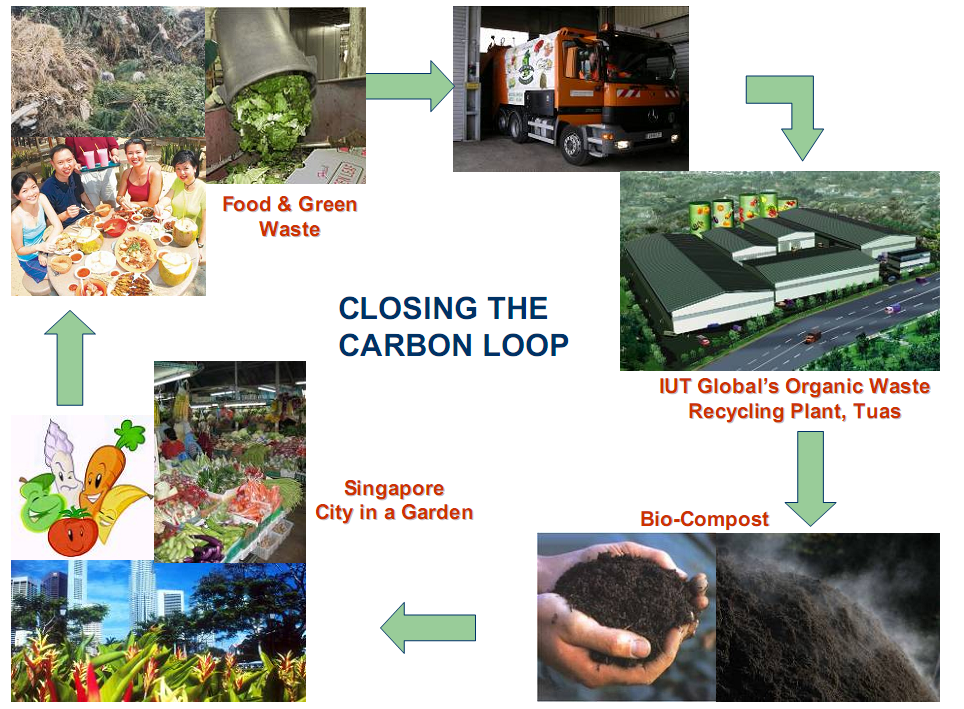 Food & Green
Waste
CLOSING THE
CARBON LOOP
IUT Global's Organic Waste
Recycling Plant, Tuas
Singapore
City in a Garden
Bio-Compost